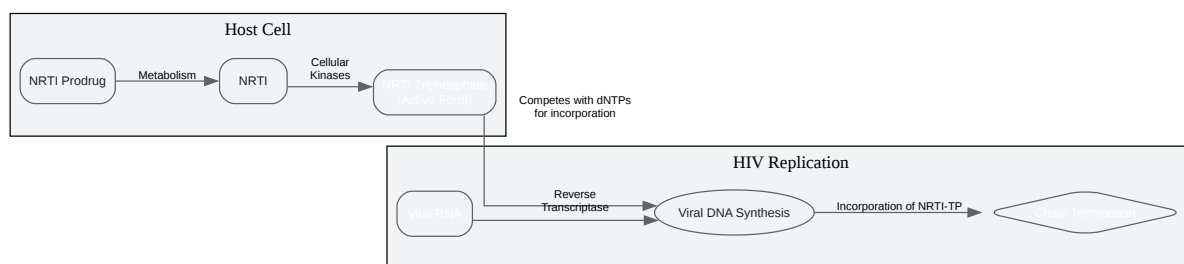 Host Cell
NRTI Prodrug
Metabolism
NRTI
Cellular
Kinases
NRTI Triphosphate
(Active Form)
Competes with dNTPs
for incorporation
HIV Replication
Viral RNA
Reverse
Transcriptase
Viral DNA Synthesis
Incorporation of NRTI-TP
Chain Termination